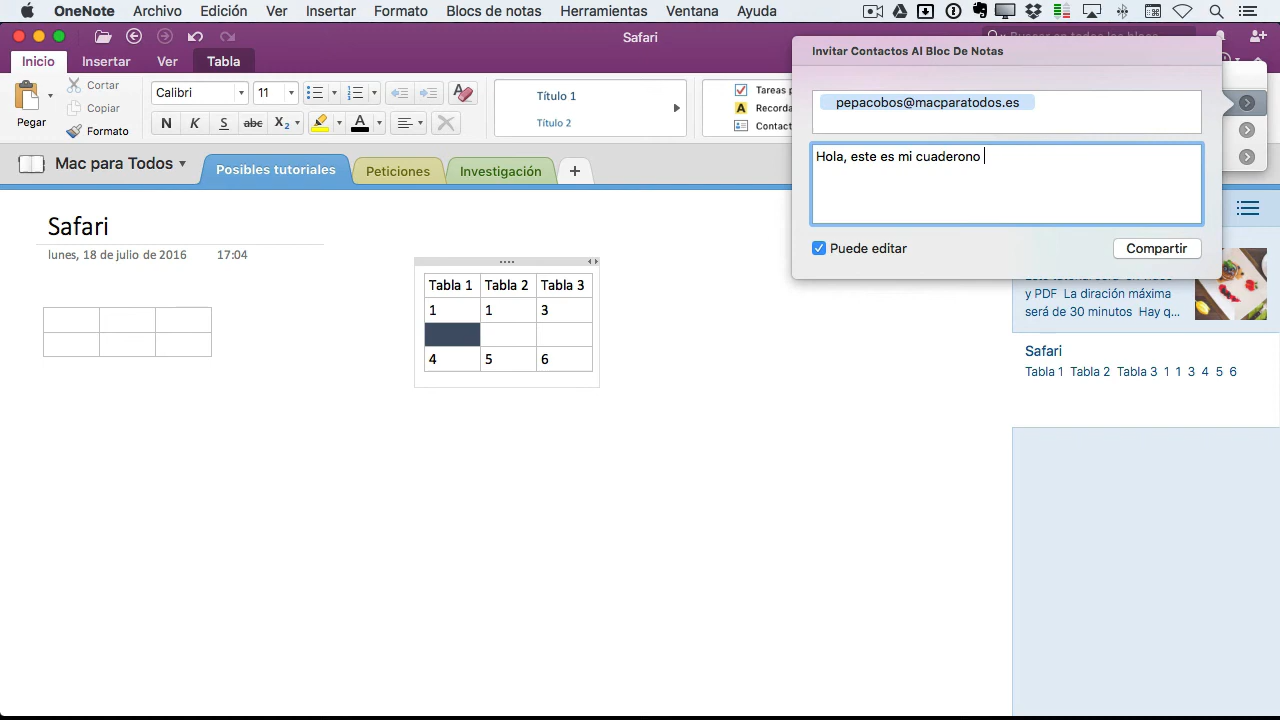 OneNote Archivo Edición Ver Insertar Formato Blocs de notas Herramientas Ventana Ayuda
Safari
Inicio Insertar Ver Tabla
Pegar
Cortar
Copiar
Formato
Calibri 11
N K S abc X2 A
Título 1
Título 2
Tareas p
Recorda
Contact
Mac para Todos
Posibles tutoriales
Peticiones
Investigación
+
Invitar Contactos Al Bloc De Notas
pepacobos@macparatodos.es
Hola, este es mi cuaderono
Puede editar
Compartir
Safari
lunes, 18 de julio de 2016 17:04
Tabla 1 Tabla 2 Tabla 3
1 1 3
4 5 6
y PDF La diración máxima
será de 30 minutos Hay q...
Safari
Tabla 1 Tabla 2 Tabla 3 1 1 3 4 5 6